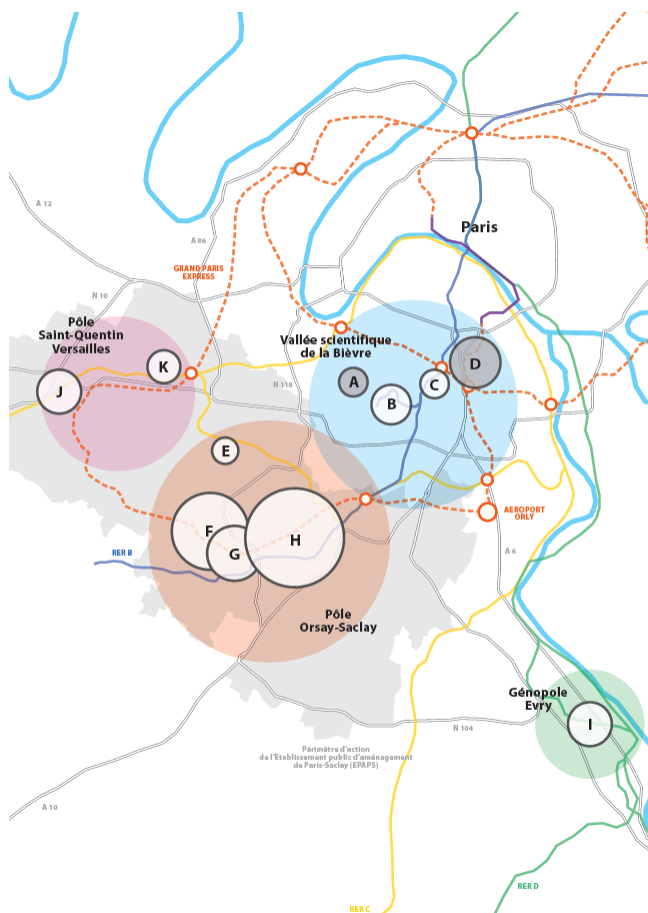 Paris
A 12
A 86
GRAND PARIS
EXPRESS
N 10
Pôle
Saint-Quentin
Versailles
Vallée scientifique
de la Bièvre
K
J
N 118
A
B
C
D
E
F
G
H
AEROPORT
ORLY
RER B
A 6
Pôle
Orsay-Saclay
Génopole
Evry
I
N 104
Périmètre d’action
de l’Etablissement public d’aménagement
de Paris-Saclay (EPAPS)
A 10
RER D
RER C